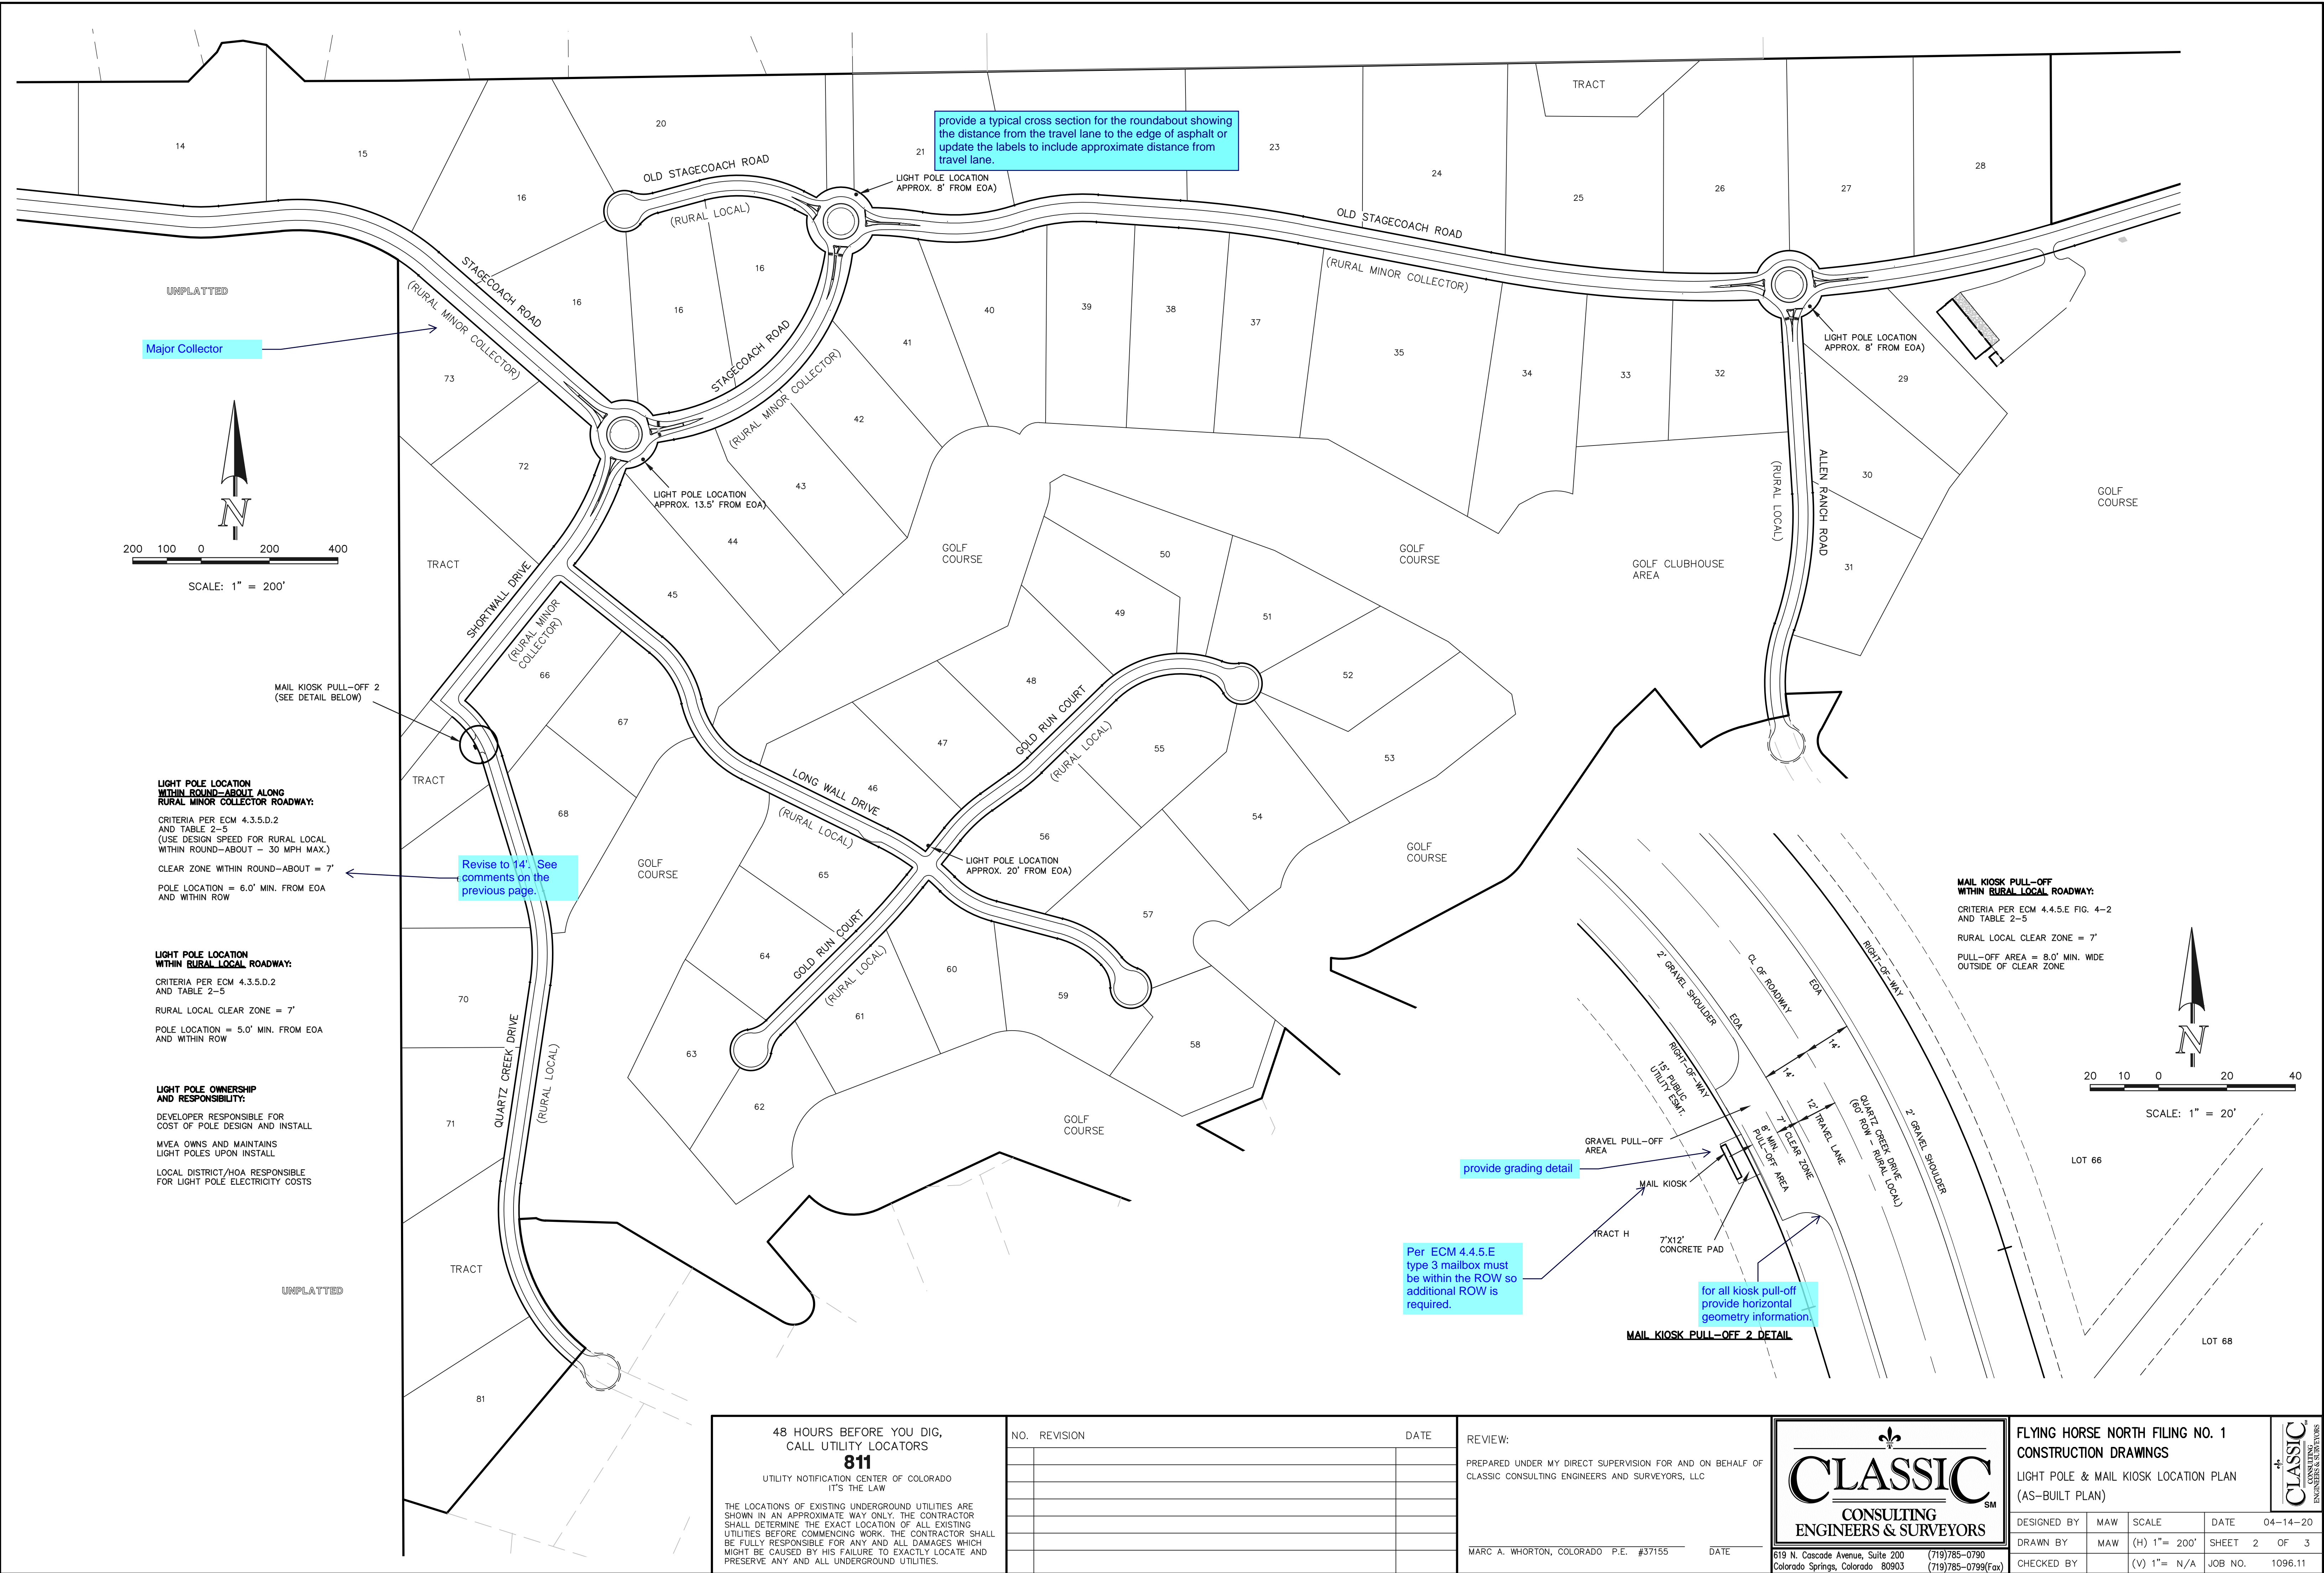 TRACT
14
15
20
16
21
23
24
25
26
27
28
provide a typical cross section for the roundabout showing
the distance from the travel lane to the edge of asphalt or
update the labels to include approximate distance from
travel lane.
OLD STAGECOACH ROAD
(RURAL LOCAL)
LIGHT POLE LOCATION
APPROX. 8' FROM EOA)
OLD STAGECOACH ROAD
(RURAL MINOR COLLECTOR)
UNPLATTED
STAGECOACH ROAD
(RURAL MINOR COLLECTOR)
Major Collector
16
16
16
STAGECOACH ROAD
(RURAL MINOR COLLECTOR)
40
39
38
37
41
35
34
33
32
LIGHT POLE LOCATION
APPROX. 8' FROM EOA)
29
73
72
42
43
44
45
LIGHT POLE LOCATION
APPROX. 13.5' FROM EOA)
30
31
ALLEN RANCH ROAD
(RURAL LOCAL)
GOLF
COURSE
N
200 100 0 200 400
SCALE: 1" = 200'
TRACT
SHORTWALL DRIVE
(RURAL MINOR
COLLECTOR)
GOLF
COURSE
GOLF
COURSE
GOLF CLUBHOUSE
AREA
50
49
51
52
48
47
46
53
54
55
56
57
GOLD RUN COURT
(RURAL LOCAL)
66
67
68
MAIL KIOSK PULL-OFF 2
(SEE DETAIL BELOW)
TRACT
LONG WALL DRIVE
(RURAL LOCAL)
LIGHT POLE LOCATION
APPROX. 20' FROM EOA)
GOLF
COURSE
GOLF
COURSE
LIGHT POLE LOCATION
WITHIN ROUND-ABOUT ALONG
RURAL MINOR COLLECTOR ROADWAY:
CRITERIA PER ECM 4.3.5.D.2
AND TABLE 2-5
(USE DESIGN SPEED FOR RURAL LOCAL
WITHIN ROUND-ABOUT - 30 MPH MAX.)
CLEAR ZONE WITHIN ROUND-ABOUT = 7'
POLE LOCATION = 6.0' MIN. FROM EOA
AND WITHIN ROW
Revise to 14'. See
comments on the
previous page.
LIGHT POLE LOCATION
WITHIN RURAL LOCAL ROADWAY:
CRITERIA PER ECM 4.3.5.D.2
AND TABLE 2-5
RURAL LOCAL CLEAR ZONE = 7'
POLE LOCATION = 5.0' MIN. FROM EOA
AND WITHIN ROW
LIGHT POLE OWNERSHIP
AND RESPONSIBILITY:
DEVELOPER RESPONSIBLE FOR
COST OF POLE DESIGN AND INSTALL
MVEA OWNS AND MAINTAINS
LIGHT POLES UPON INSTALL
LOCAL DISTRICT/HOA RESPONSIBLE
FOR LIGHT POLE ELECTRICITY COSTS
65
64
63
62
61
60
59
58
GOLD RUN COURT
(RURAL LOCAL)
GOLF
COURSE
70
71
QUARTZ CREEK DRIVE
(RURAL LOCAL)
TRACT
81
UNPLATTED
MAIL KIOSK PULL-OFF
WITHIN RURAL LOCAL ROADWAY:
CRITERIA PER ECM 4.4.5.E FIG. 4-2
AND TABLE 2-5
RURAL LOCAL CLEAR ZONE = 7'
PULL-OFF AREA = 8.0' MIN. WIDE
OUTSIDE OF CLEAR ZONE
N
20 10 0 20 40
SCALE: 1" = 20'
2' GRAVEL SHOULDER
CL OF ROADWAY
EOA
RIGHT-OF-WAY
EOA
RIGHT-OF-WAY
15' PUBLIC
UTILITY ESMT.
14'
14'
12' TRAVEL LANE
7' CLEAR ZONE
8' MIN.
PULL-OFF AREA
QUARTZ CREEK DRIVE
(60' ROW - RURAL LOCAL)
2' GRAVEL SHOULDER
GRAVEL PULL-OFF
AREA
provide grading detail
MAIL KIOSK
TRACT H
7'X12'
CONCRETE PAD
LOT 66
LOT 68
Per ECM 4.4.5.E
type 3 mailbox must
be within the ROW so
additional ROW is
required.
for all kiosk pull-off
provide horizontal
geometry information.
MAIL KIOSK PULL-OFF 2 DETAIL
48 HOURS BEFORE YOU DIG,
CALL UTILITY LOCATORS
811
UTILITY NOTIFICATION CENTER OF COLORADO
IT'S THE LAW
THE LOCATIONS OF EXISTING UNDERGROUND UTILITIES ARE
SHOWN IN AN APPROXIMATE WAY ONLY. THE CONTRACTOR
SHALL DETERMINE THE EXACT LOCATION OF ALL EXISTING
UTILITIES BEFORE COMMENCING WORK. THE CONTRACTOR SHALL
BE FULLY RESPONSIBLE FOR ANY AND ALL DAMAGES WHICH
MIGHT BE CAUSED BY HIS FAILURE TO EXACTLY LOCATE AND
PRESERVE ANY AND ALL UNDERGROUND UTILITIES.
NO. REVISION DATE
REVIEW:
PREPARED UNDER MY DIRECT SUPERVISION FOR AND ON BEHALF OF
CLASSIC CONSULTING ENGINEERS AND SURVEYORS, LLC
MARC A. WHORTON, COLORADO P.E. #37155 DATE
CLASSIC SM
CONSULTING
ENGINEERS & SURVEYORS
619 N. Cascade Avenue, Suite 200 (719)785-0790
Colorado Springs, Colorado 80903 (719)785-0799(Fax)
FLYING HORSE NORTH FILING NO. 1
CONSTRUCTION DRAWINGS
LIGHT POLE & MAIL KIOSK LOCATION PLAN
(AS-BUILT PLAN)
CLASSIC
CONSULTING
ENGINEERS & SURVEYORS
DESIGNED BY MAW SCALE DATE 04-14-20
DRAWN BY MAW (H) 1"= 200' SHEET 2 OF 3
CHECKED BY (V) 1"= N/A JOB NO. 1096.11